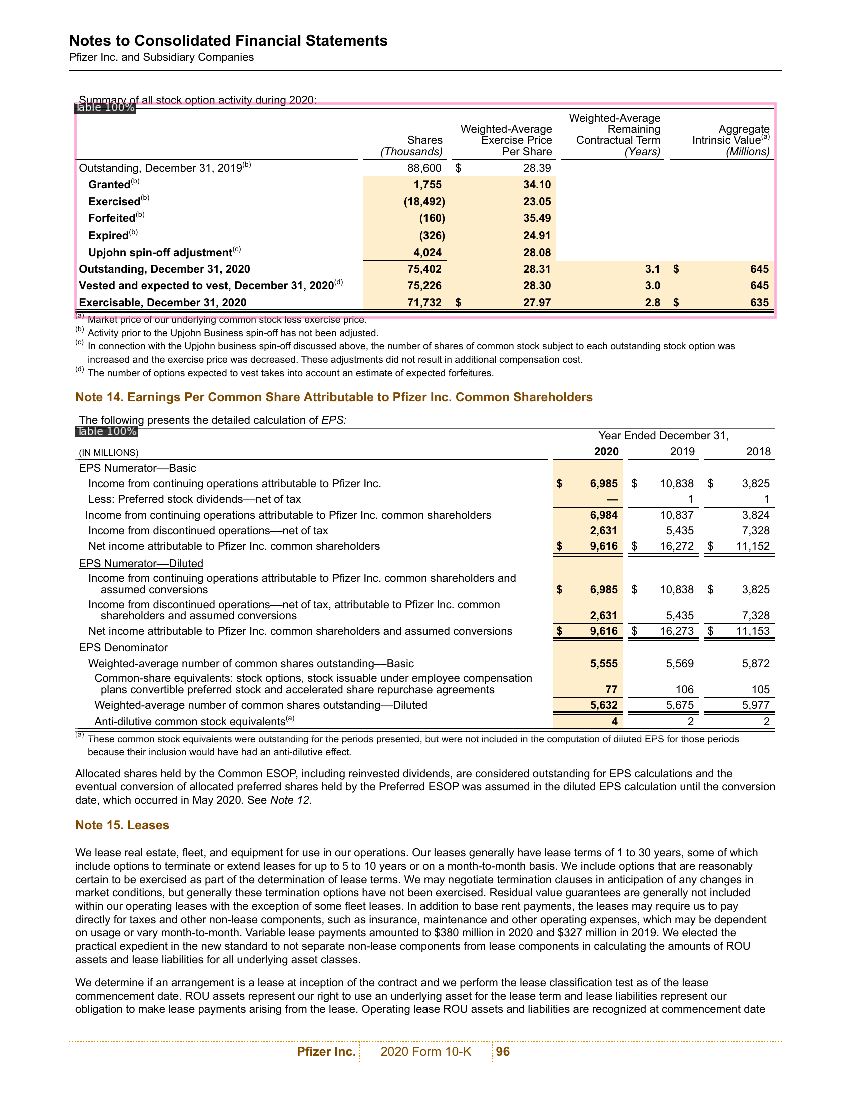 Notes to Consolidated Financial Statements
Pfizer Inc. and Subsidiary Companies
Summary of all stock option activity during 2020:
Table 100%
Shares (Thousands) Weighted-Average Exercise Price Per Share Weighted-Average Remaining Contractual Term (Years) Aggregate Intrinsic Value(a) (Millions)
Outstanding, December 31, 2019(b) 88,600 $ 28.39
Granted(b) 1,755 34.10
Exercised(b) (18,492) 23.05
Forfeited(b) (160) 35.49
Expired(b) (326) 24.91
Upjohn spin-off adjustment(c) 4,024 28.08
Outstanding, December 31, 2020 75,402 28.31 3.1 $ 645
Vested and expected to vest, December 31, 2020(d) 75,226 28.30 3.0 645
Exercisable, December 31, 2020 71,732 $ 27.97 2.8 $ 635
(a) Market price of our underlying common stock less exercise price.
(b) Activity prior to the Upjohn Business spin-off has not been adjusted.
(c) In connection with the Upjohn business spin-off discussed above, the number of shares of common stock subject to each outstanding stock option was
increased and the exercise price was decreased. These adjustments did not result in additional compensation cost.
(d) The number of options expected to vest takes into account an estimate of expected forfeitures.
Note 14. Earnings Per Common Share Attributable to Pfizer Inc. Common Shareholders
The following presents the detailed calculation of EPS:
Table 100%
Year Ended December 31,
(IN MILLIONS) 2020 2019 2018
EPS Numerator––Basic
Income from continuing operations attributable to Pfizer Inc. $ 6,985 $ 10,838 $ 3,825
Less: Preferred stock dividends––net of tax — 1 1
Income from continuing operations attributable to Pfizer Inc. common shareholders 6,984 10,837 3,824
Income from discontinued operations––net of tax 2,631 5,435 7,328
Net income attributable to Pfizer Inc. common shareholders $ 9,616 $ 16,272 $ 11,152
EPS Numerator––Diluted
Income from continuing operations attributable to Pfizer Inc. common shareholders and
assumed conversions $ 6,985 $ 10,838 $ 3,825
Income from discontinued operations––net of tax, attributable to Pfizer Inc. common
shareholders and assumed conversions 2,631 5,435 7,328
Net income attributable to Pfizer Inc. common shareholders and assumed conversions $ 9,616 $ 16,273 $ 11,153
EPS Denominator
Weighted-average number of common shares outstanding––Basic 5,555 5,569 5,872
Common-share equivalents: stock options, stock issuable under employee compensation
plans convertible preferred stock and accelerated share repurchase agreements 77 106 105
Weighted-average number of common shares outstanding––Diluted 5,632 5,675 5,977
Anti-dilutive common stock equivalents(a) 4 2 2
(a) These common stock equivalents were outstanding for the periods presented, but were not included in the computation of diluted EPS for those periods
because their inclusion would have had an anti-dilutive effect.
Allocated shares held by the Common ESOP, including reinvested dividends, are considered outstanding for EPS calculations and the
eventual conversion of allocated preferred shares held by the Preferred ESOP was assumed in the diluted EPS calculation until the conversion
date, which occurred in May 2020. See Note 12.
Note 15. Leases
We lease real estate, fleet, and equipment for use in our operations. Our leases generally have lease terms of 1 to 30 years, some of which
include options to terminate or extend leases for up to 5 to 10 years or on a month-to-month basis. We include options that are reasonably
certain to be exercised as part of the determination of lease terms. We may negotiate termination clauses in anticipation of any changes in
market conditions, but generally these termination options have not been exercised. Residual value guarantees are generally not included
within our operating leases with the exception of some fleet leases. In addition to base rent payments, the leases may require us to pay
directly for taxes and other non-lease components, such as insurance, maintenance and other operating expenses, which may be dependent
on usage or vary month-to-month. Variable lease payments amounted to $380 million in 2020 and $327 million in 2019. We elected the
practical expedient in the new standard to not separate non-lease components from lease components in calculating the amounts of ROU
assets and lease liabilities for all underlying asset classes.
We determine if an arrangement is a lease at inception of the contract and we perform the lease classification test as of the lease
commencement date. ROU assets represent our right to use an underlying asset for the lease term and lease liabilities represent our
obligation to make lease payments arising from the lease. Operating lease ROU assets and liabilities are recognized at commencement date
Pfizer Inc. 2020 Form 10-K 96